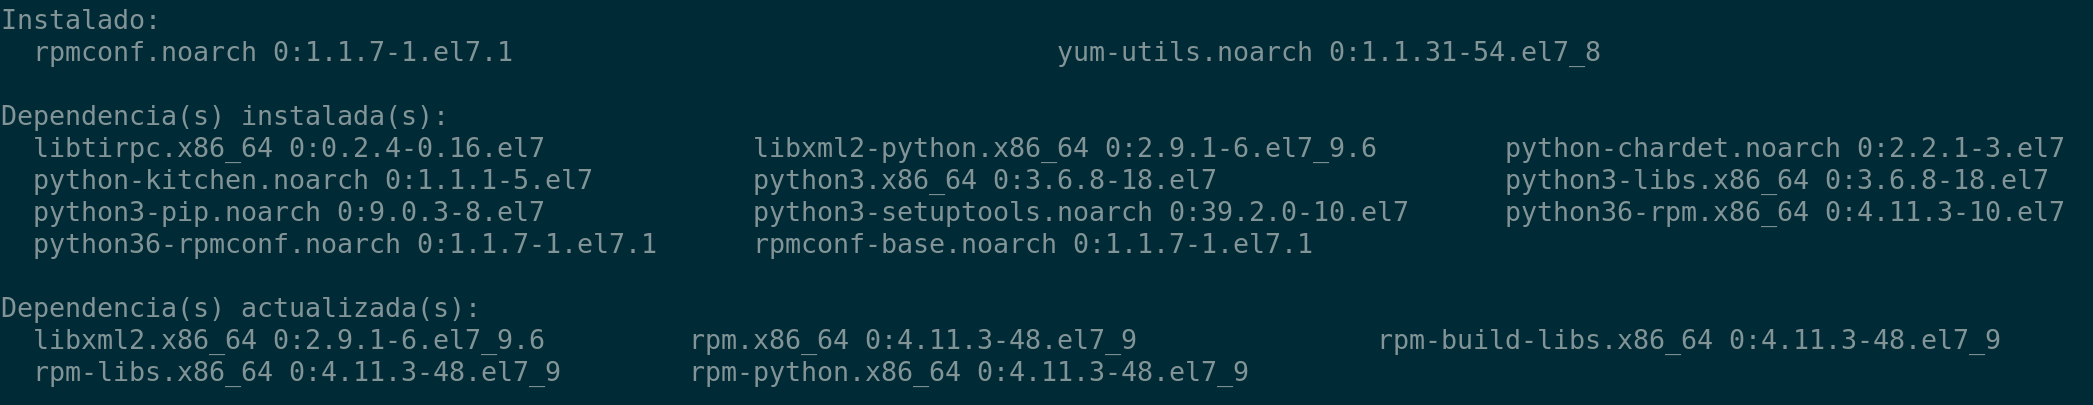 Instalado:
  rpmconf.noarch 0:1.1.7-1.el7.1                                  yum-utils.noarch 0:1.1.31-54.el7_8

Dependencia(s) instalada(s):
  libtirpc.x86_64 0:0.2.4-0.16.el7             libxml2-python.x86_64 0:2.9.1-6.el7_9.6        python-chardet.noarch 0:2.2.1-3.el7
  python-kitchen.noarch 0:1.1.1-5.el7          python3.x86_64 0:3.6.8-18.el7                  python3-libs.x86_64 0:3.6.8-18.el7
  python3-pip.noarch 0:9.0.3-8.el7             python3-setuptools.noarch 0:39.2.0-10.el7      python36-rpm.x86_64 0:4.11.3-10.el7
  python36-rpmconf.noarch 0:1.1.7-1.el7.1      rpmconf-base.noarch 0:1.1.7-1.el7.1

Dependencia(s) actualizada(s):
  libxml2.x86_64 0:2.9.1-6.el7_9.6         rpm.x86_64 0:4.11.3-48.el7_9               rpm-build-libs.x86_64 0:4.11.3-48.el7_9
  rpm-libs.x86_64 0:4.11.3-48.el7_9        rpm-python.x86_64 0:4.11.3-48.el7_9